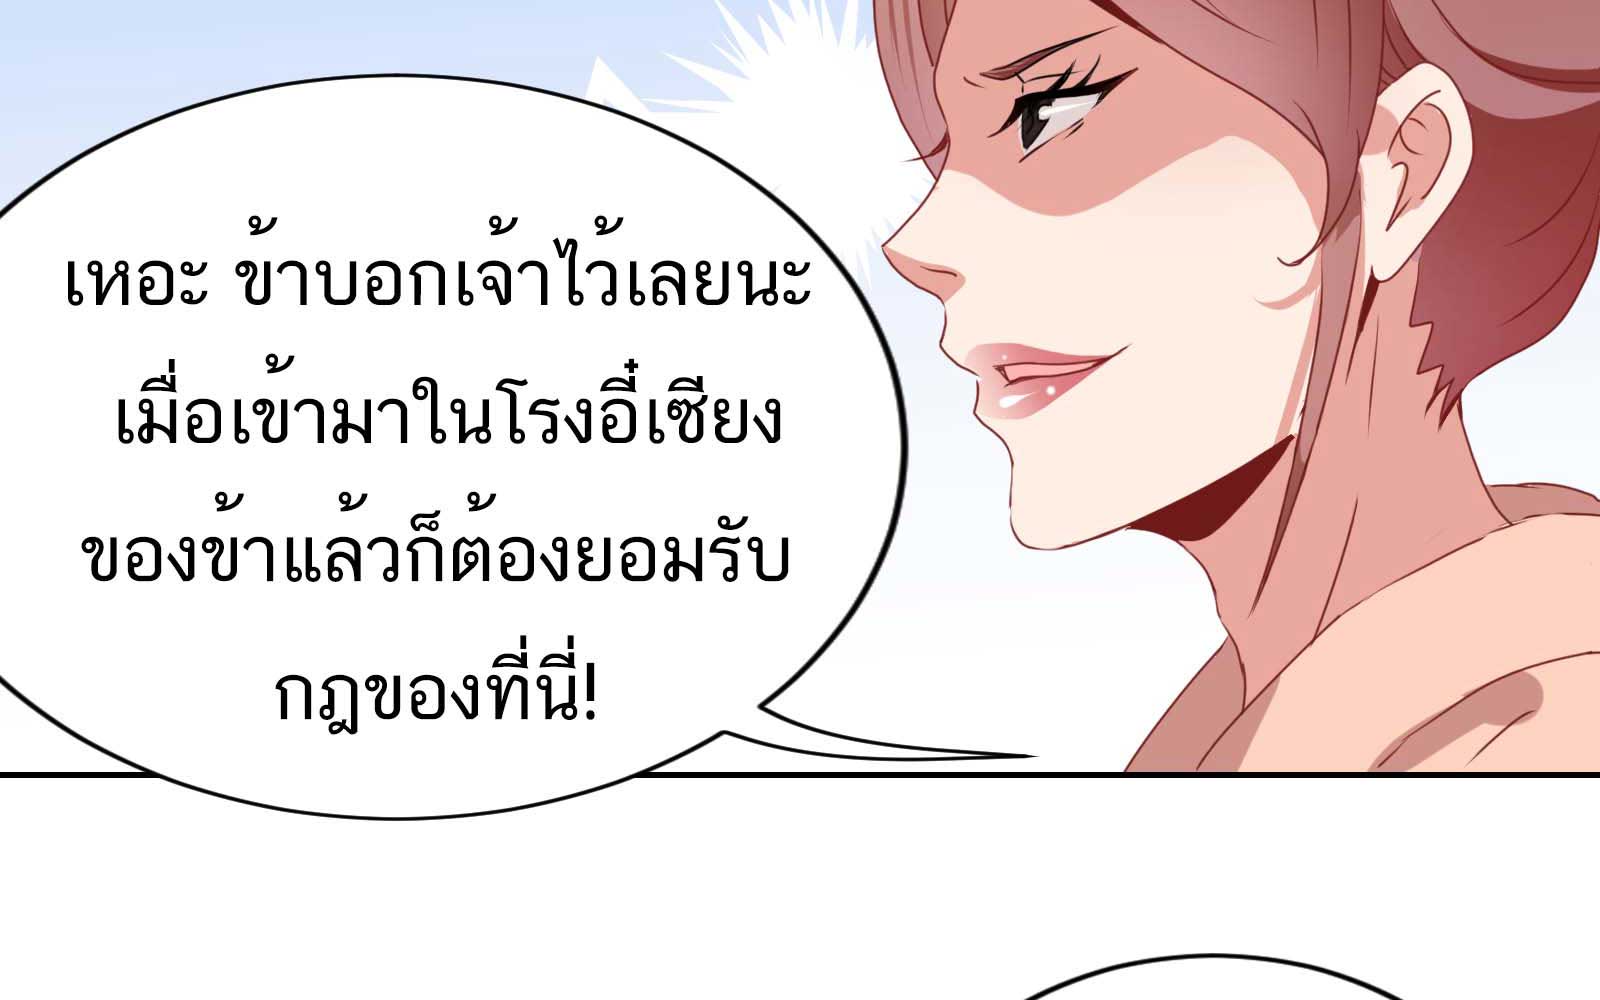 เหอะ ข้าบอกเจ้าไว้เลยนะ
เมื่อเข้ามาในโรงอี๋เซียง
ของข้าแล้วก็ต้องยอมรับ
กฎของที่นี่!